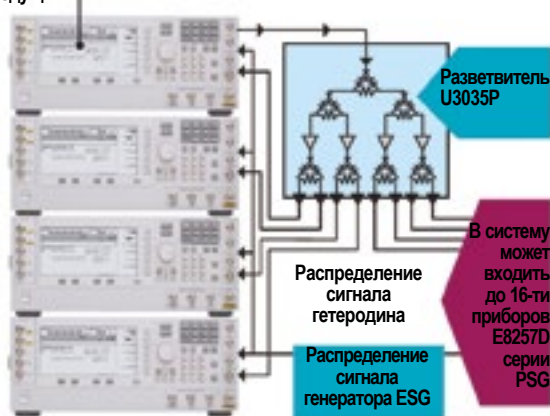 Разветвитель
U3035P
В систему
может
входить
до 16-ти
приборов
E8257D
серии
PSG
Распределение
сигнала
гетеродина
Распределение
сигнала
генератора ESG